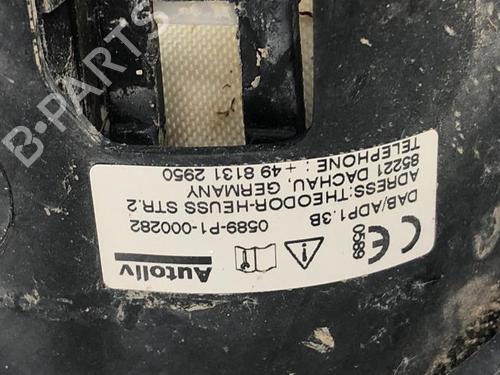 B-PARTS
Autoliv
0589-P1-000282
CE 0589
DAB/ADP1.3B
ADRESS:THEODOR-HEUSS STR.2
85221 DACHAU, GERMANY
TELEPHONE : +49 8131 2950